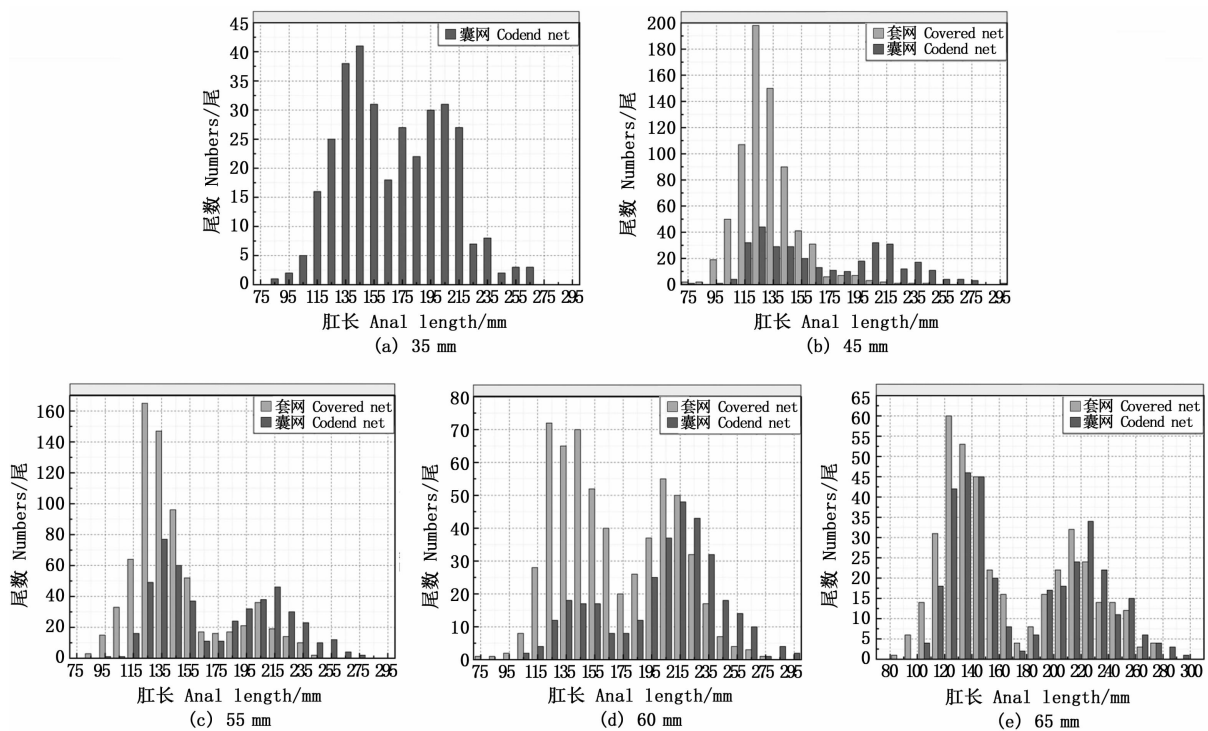 45
40
35
30
25
20
15
10
5
0
尾数 Numbers/尾
囊网 Codend net
75 95 115 135 155 175 195 215 235 255 275 295
肛长 Anal length/mm
(a) 35 mm
200
180
160
140
120
100
80
60
40
20
0
尾数 Numbers/尾
套网 Covered net
囊网 Codend net
75 95 115 135 155 175 195 215 235 255 275 295
肛长 Anal length/mm
(b) 45 mm
160
140
120
100
80
60
40
20
0
尾数 Numbers/尾
套网 Covered net
囊网 Codend net
75 95 115 135 155 175 195 215 235 255 275 295
肛长 Anal length/mm
(c) 55 mm
80
70
60
50
40
30
20
10
0
尾数 Numbers/尾
套网 Covered net
囊网 Codend net
75 95 115 135 155 175 195 215 235 255 275 295
肛长 Anal length/mm
(d) 60 mm
65
60
55
50
45
40
35
30
25
20
15
10
5
0
尾数 Numbers/尾
套网 Covered net
囊网 Codend net
80 100 120 140 160 180 200 220 240 260 280 300
肛长 Anal length/mm
(e) 65 mm